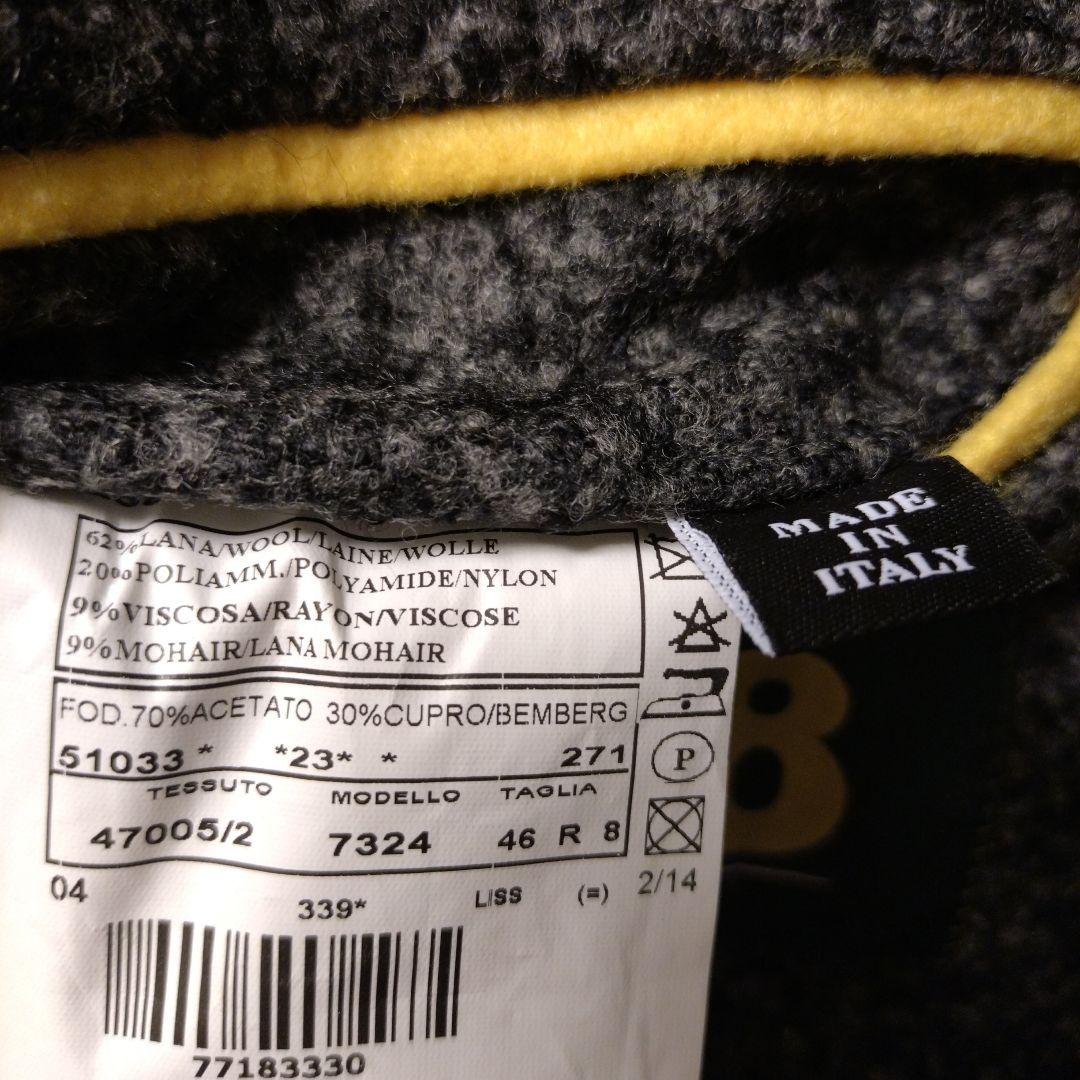 62% LANA/WOOL/LAINE/WOLLE
20% POLIAMM./POLYAMIDE/NYLON
9% VISCOSA/RAYON/VISCOSE
9% MOHAIR/LANA MOHAIR
FOD.70%ACETATO 30%CUPRO/BEMBERG
51033 * *23* * 271
TESSUTO MODELLO TAGLIA
47005/2 7324 46 R 8
P
04 339* LISS (=) 2/14
77183330
MADE
IN
ITALY
8